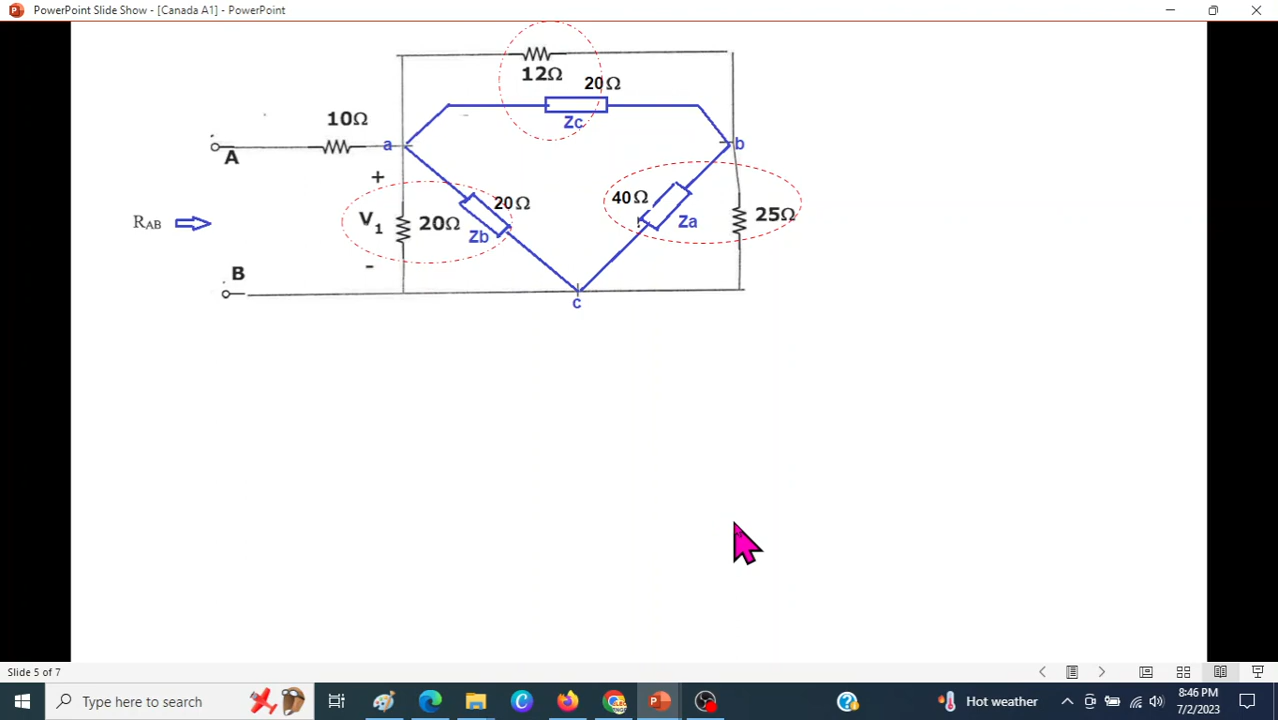 PowerPoint Slide Show - [Canada A1] - PowerPoint
12Ω
20Ω
Zc
10Ω
a
b
A
+
V1
20Ω
20Ω
Zb
40Ω
Za
25Ω
RAB
-
B
c
Slide 5 of 7
Type here to search
Hot weather
8:46 PM
7/2/2023